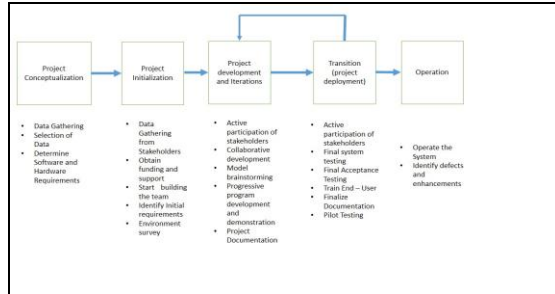 Project
Conceptualization
Project
Initialization
Project
development
and Iterations
Transition
(project
deployment)
Operation
• Data Gathering
• Selection of
Data
• Determine
Software and
Hardware
Requirements
• Data
Gathering
from
Stakeholders
• Obtain
funding and
support
• Start building
the team
• Identify Initial
requirements
• Environment
survey
• Active
participation of
stakeholders
• Collaborative
development
• Model
brainstorming
• Progressive
program
development
and
demonstration
• Project
Documentation
• Active
participation of
stakeholders
• Final system
testing
• Final Acceptance
Testing
• Train End – User
• Finalize
Documentation
• Pilot Testing
• Operate the
System
• Identify defects
and
enhancements